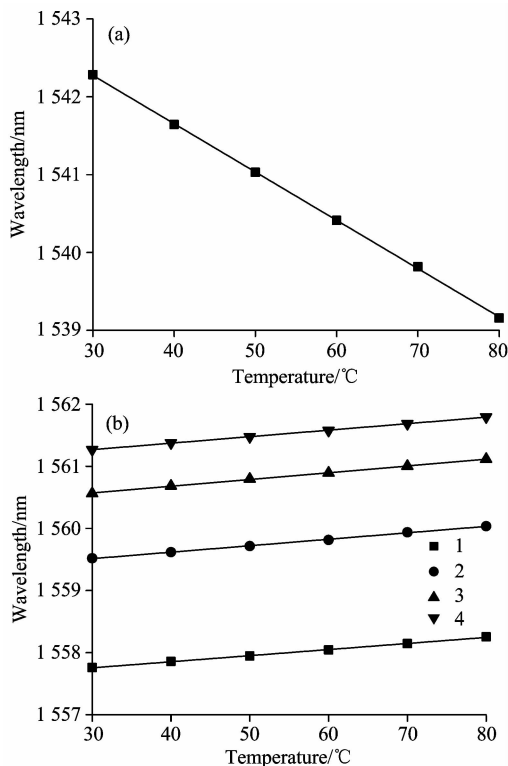 (a)
1 543
1 542
1 541
1 540
1 539
Wavelength/nm
30 40 50 60 70 80
Temperature/℃
(b)
1 562
1 561
1 560
1 559
1 558
1 557
Wavelength/nm
1
2
3
4
30 40 50 60 70 80
Temperature/℃